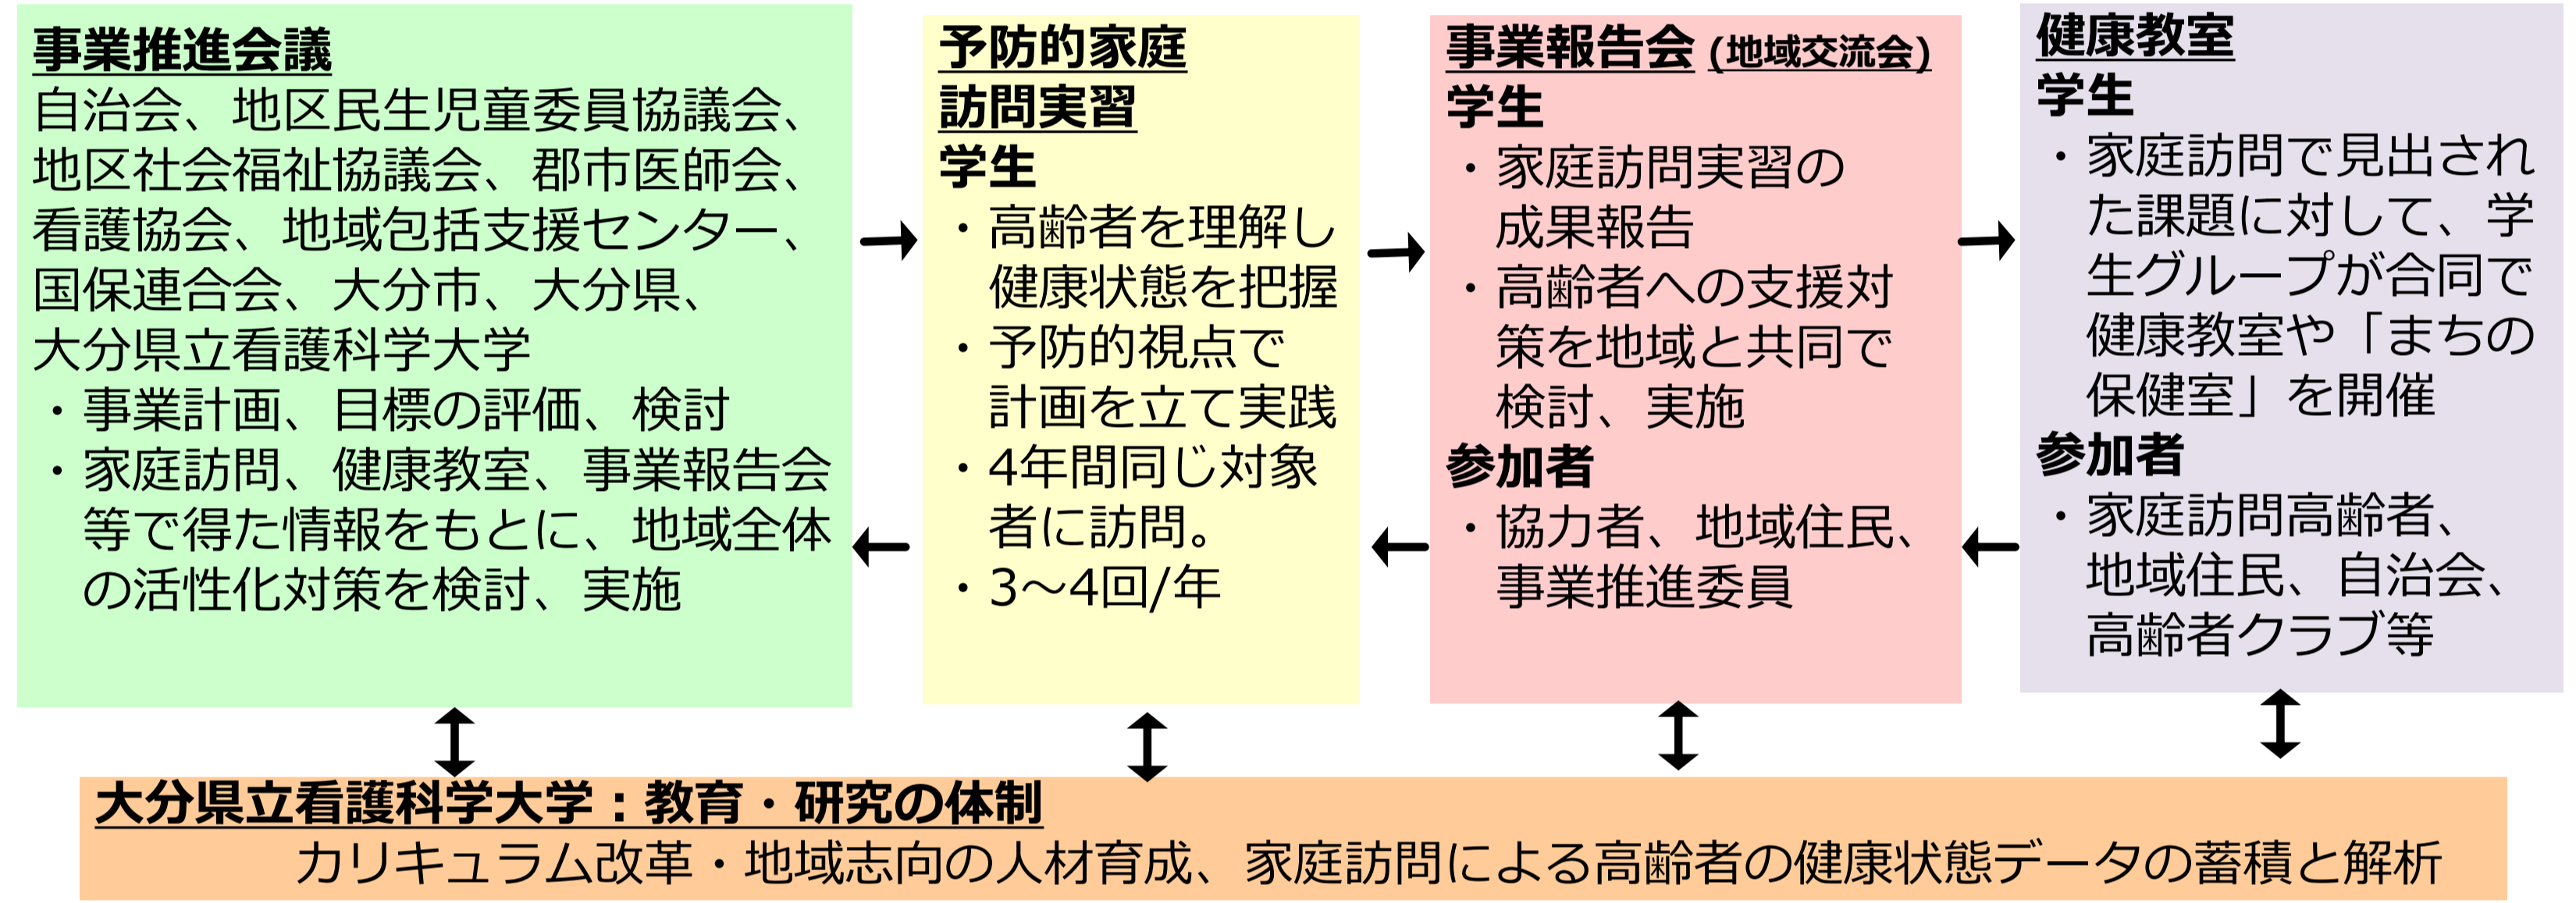 事業推進会議
自治会、地区民生児童委員協議会、
地区社会福祉協議会、郡市医師会、
看護協会、地域包括支援センター、
国保連合会、大分市、大分県、
大分県立看護科学大学
・事業計画、目標の評価、検討
・家庭訪問、健康教室、事業報告会
等で得た情報をもとに、地域全体
の活性化対策を検討、実施
予防的家庭
訪問実習
学生
・高齢者を理解し
健康状態を把握
・予防的視点で
計画を立て実践
・4年間同じ対象
者に訪問。
・3～4回/年
事業報告会 (地域交流会)
学生
・家庭訪問実習の
成果報告
・高齢者への支援対
策を地域と共同で
検討、実施
参加者
・協力者、地域住民、
事業推進委員
健康教室
学生
・家庭訪問で見出され
た課題に対して、学
生グループが合同で
健康教室や「まちの
保健室」を開催
参加者
・家庭訪問高齢者、
地域住民、自治会、
高齢者クラブ等
大分県立看護科学大学：教育・研究の体制
カリキュラム改革・地域志向の人材育成、家庭訪問による高齢者の健康状態データの蓄積と解析